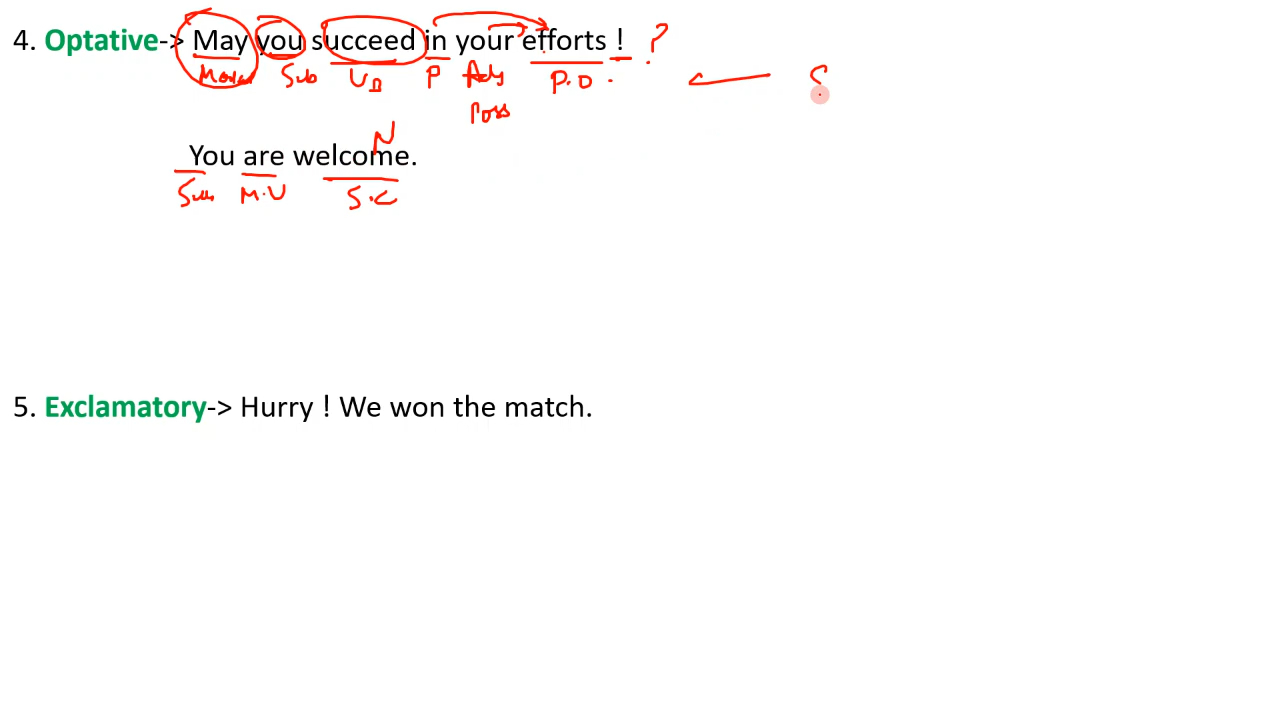 4. Optative-> May you succeed in your efforts ! ?
Sub P Adj P.O
Poss
N
You are welcome.
Sub M.V S.C
5. Exclamatory-> Hurry ! We won the match.